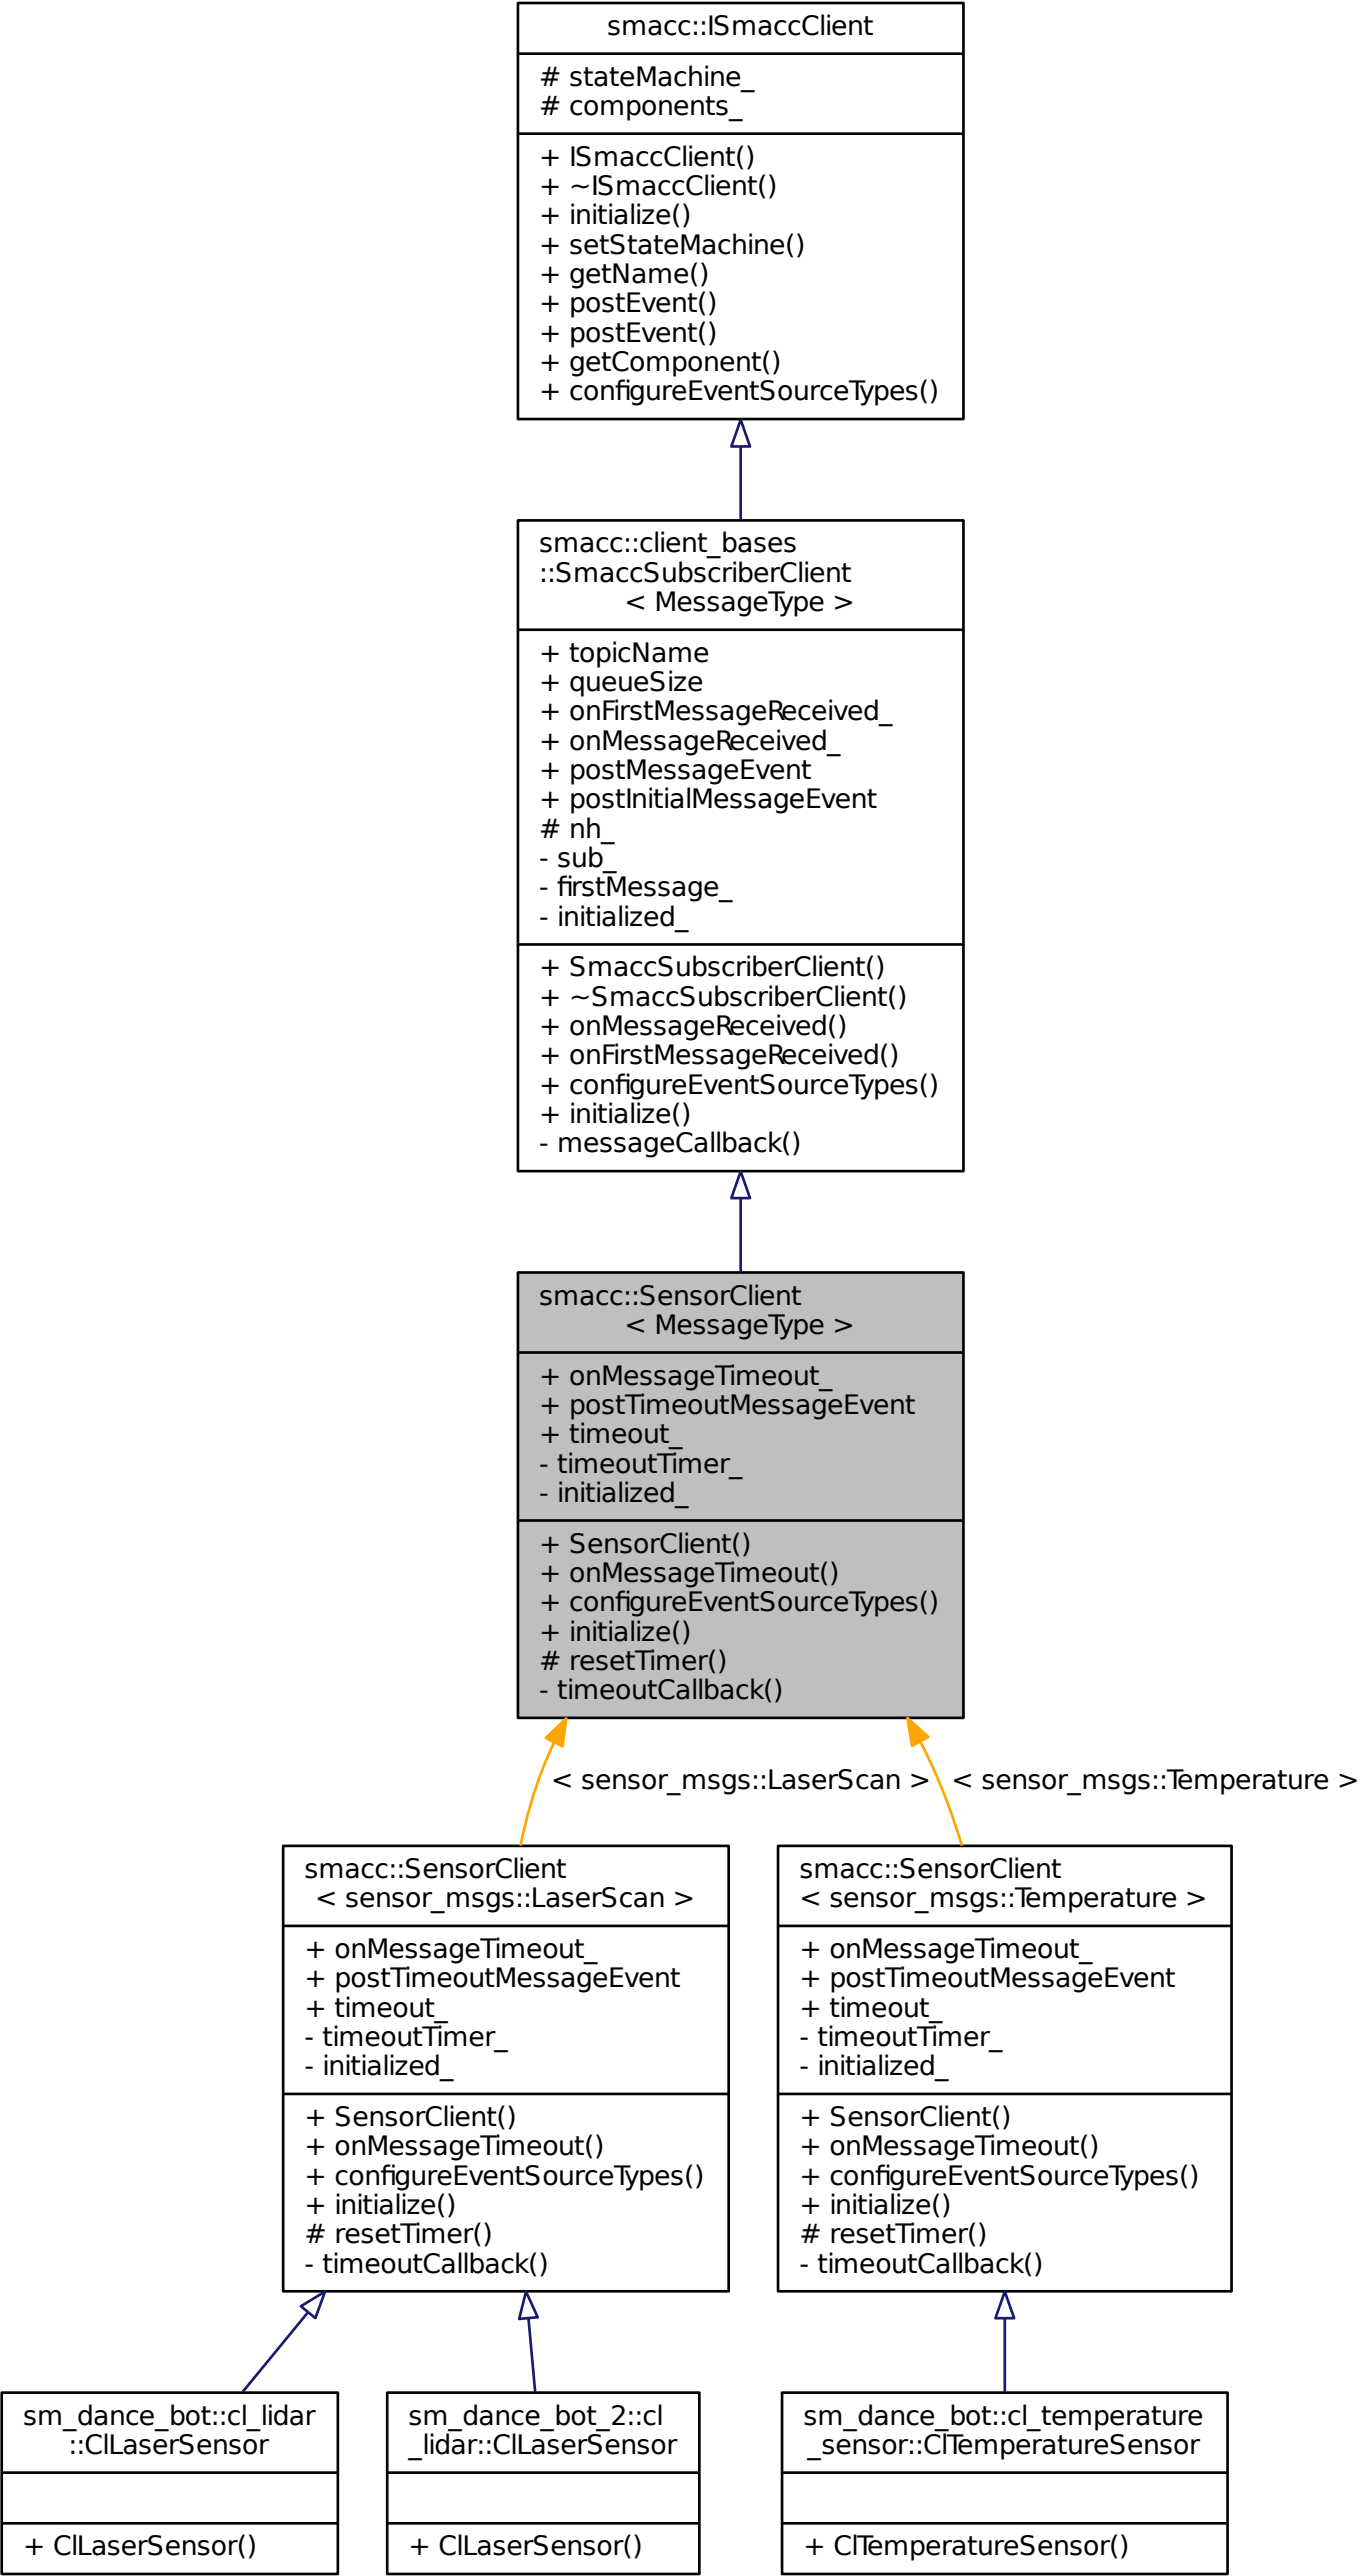 smacc::ISmaccClient
# stateMachine_
# components_
+ ISmaccClient()
+ ~ISmaccClient()
+ initialize()
+ setStateMachine()
+ getName()
+ postEvent()
+ postEvent()
+ getComponent()
+ configureEventSourceTypes()
smacc::client_bases
::SmaccSubscriberClient
< MessageType >
+ topicName
+ queueSize
+ onFirstMessageReceived_
+ onMessageReceived_
+ postMessageEvent
+ postInitialMessageEvent
# nh_
- sub_
- firstMessage_
- initialized_
+ SmaccSubscriberClient()
+ ~SmaccSubscriberClient()
+ onMessageReceived()
+ onFirstMessageReceived()
+ configureEventSourceTypes()
+ initialize()
- messageCallback()
smacc::SensorClient
< MessageType >
+ onMessageTimeout_
+ postTimeoutMessageEvent
+ timeout_
- timeoutTimer_
- initialized_
+ SensorClient()
+ onMessageTimeout()
+ configureEventSourceTypes()
+ initialize()
# resetTimer()
- timeoutCallback()
< sensor_msgs::LaserScan >
< sensor_msgs::Temperature >
smacc::SensorClient
< sensor_msgs::LaserScan >
+ onMessageTimeout_
+ postTimeoutMessageEvent
+ timeout_
- timeoutTimer_
- initialized_
+ SensorClient()
+ onMessageTimeout()
+ configureEventSourceTypes()
+ initialize()
# resetTimer()
- timeoutCallback()
smacc::SensorClient
< sensor_msgs::Temperature >
+ onMessageTimeout_
+ postTimeoutMessageEvent
+ timeout_
- timeoutTimer_
- initialized_
+ SensorClient()
+ onMessageTimeout()
+ configureEventSourceTypes()
+ initialize()
# resetTimer()
- timeoutCallback()
sm_dance_bot::cl_lidar
::ClLaserSensor
+ ClLaserSensor()
sm_dance_bot_2::cl
_lidar::ClLaserSensor
+ ClLaserSensor()
sm_dance_bot::cl_temperature
_sensor::ClTemperatureSensor
+ ClTemperatureSensor()